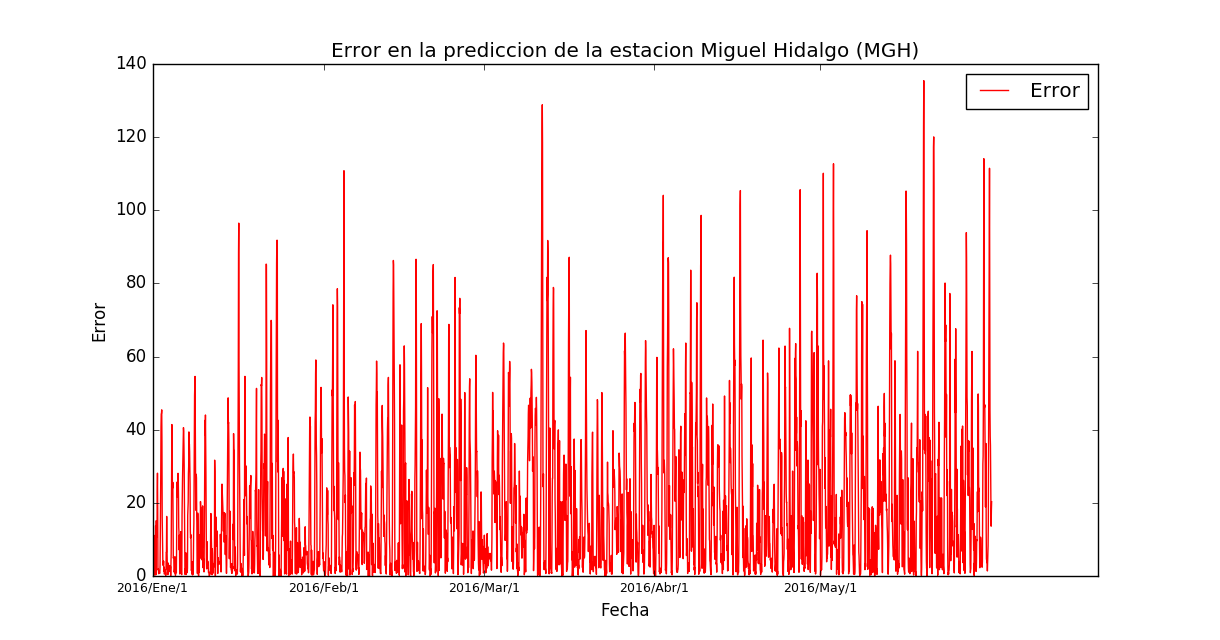 Error en la prediccion de la estacion Miguel Hidalgo (MGH)
140
120
100
80
60
40
20
0
Error
Error
2016/Ene/1
2016/Feb/1
2016/Mar/1
2016/Abr/1
2016/May/1
Fecha